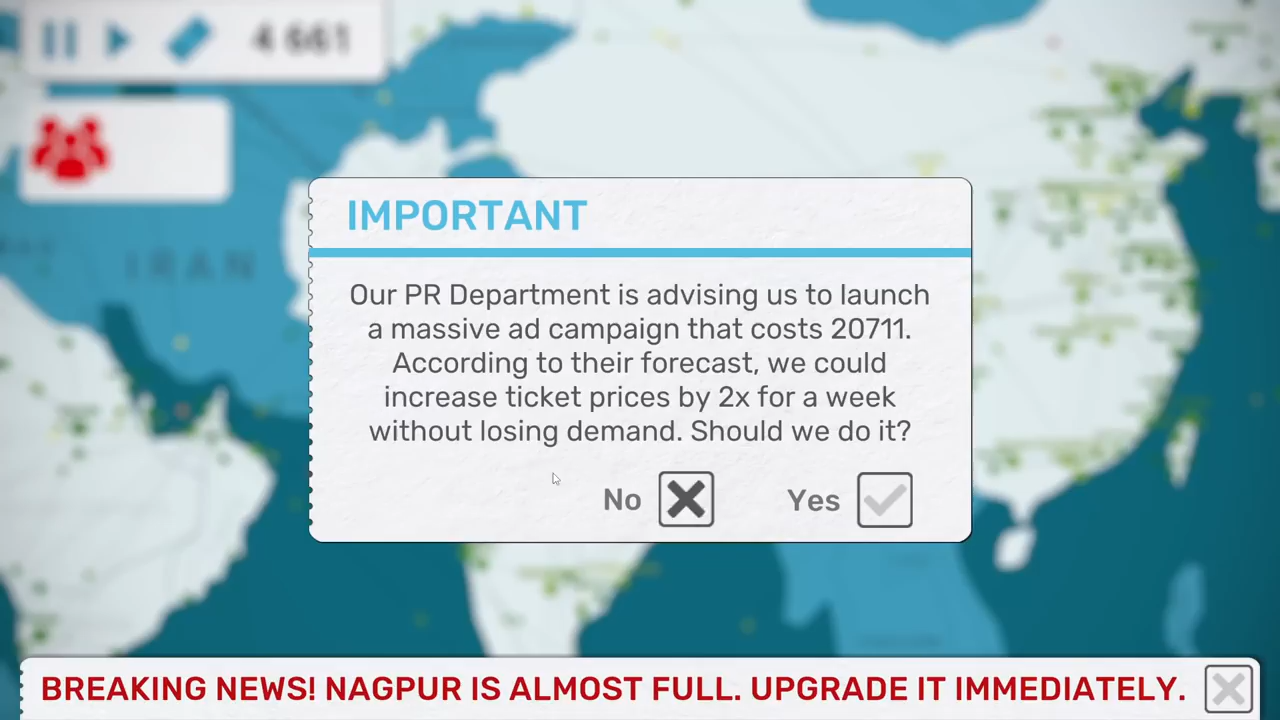 4 661
IRAN
IMPORTANT
Our PR Department is advising us to launch
a massive ad campaign that costs 20711.
According to their forecast, we could
increase ticket prices by 2x for a week
without losing demand. Should we do it?
No
Yes
BREAKING NEWS! NAGPUR IS ALMOST FULL. UPGRADE IT IMMEDIATELY.